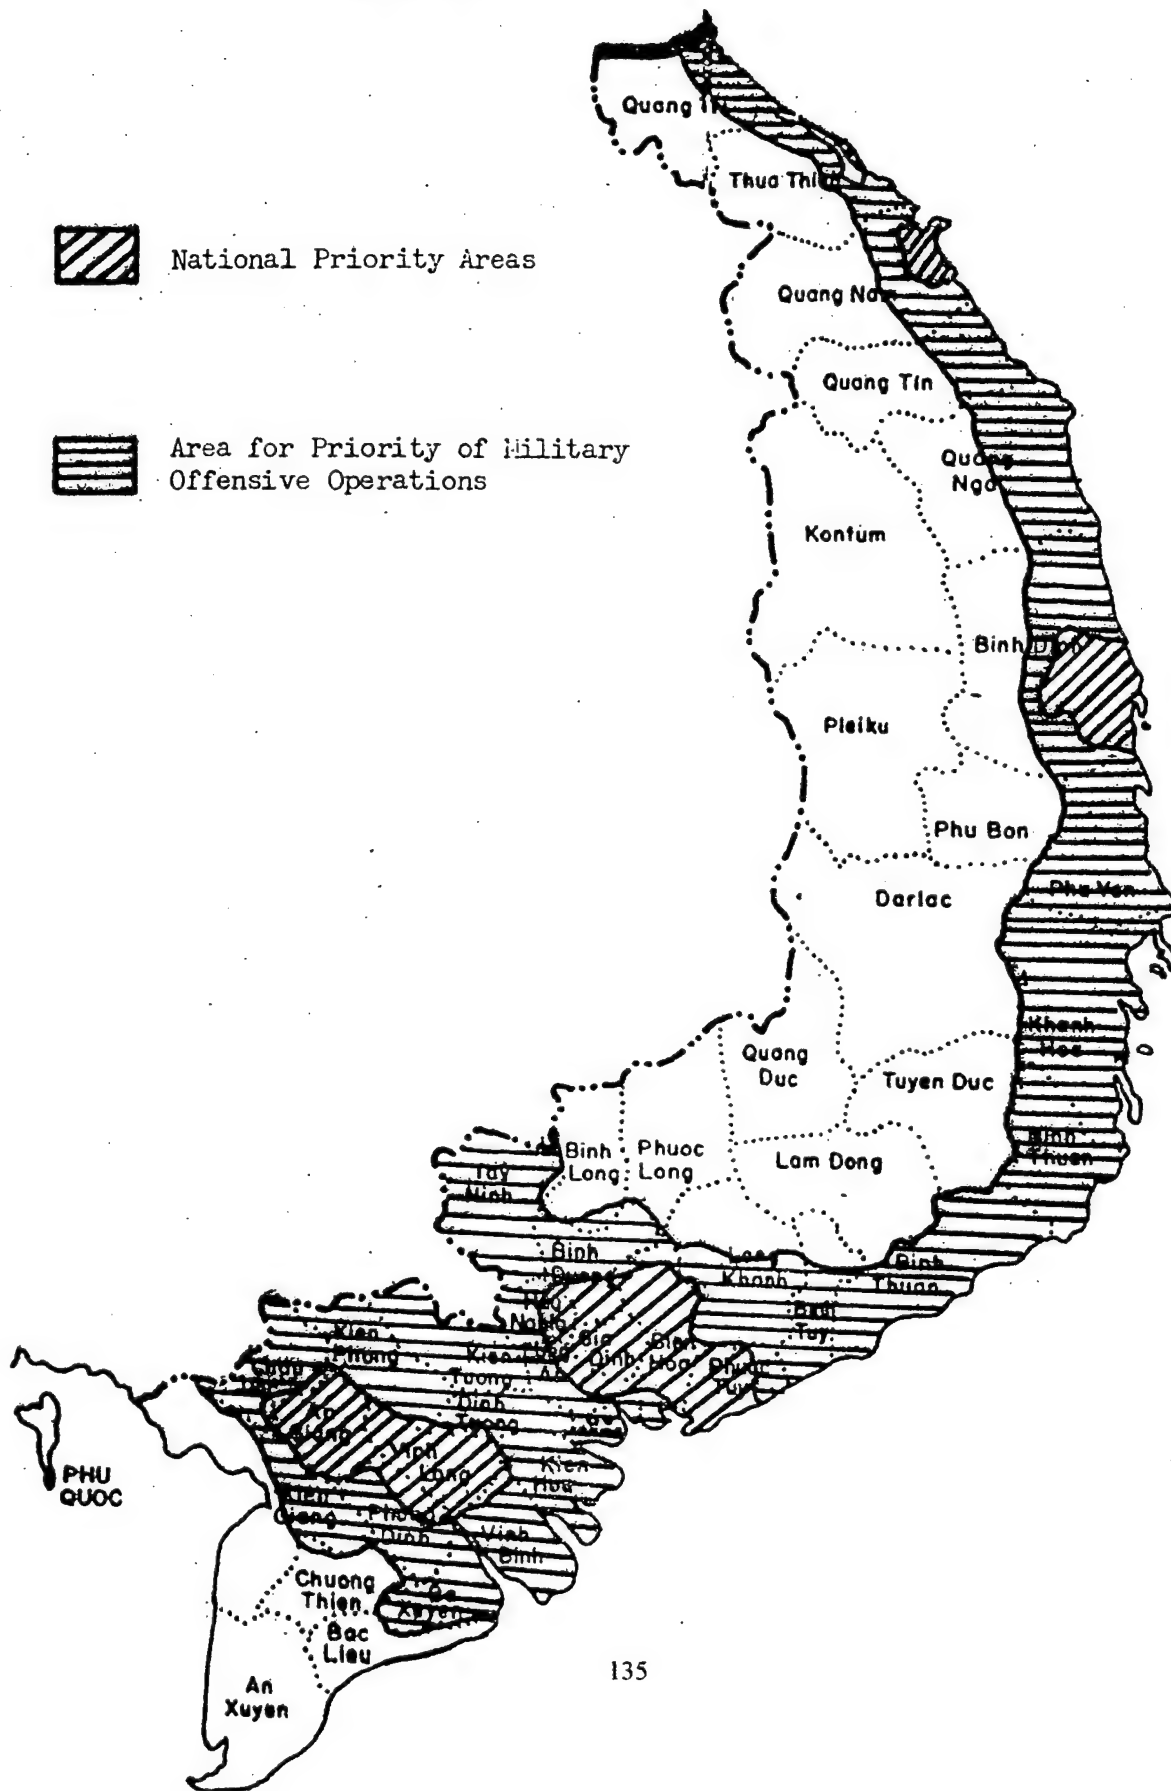 Quang Tri
Thua Thien
National Priority Areas
Quang Nam
Quang Tin
Area for Priority of Military
Offensive Operations
Quang
Ngai
Kontum
Binh Dinh
Pleiku
Phu Bon
Darlac
Phu Yen
Khanh
Hoa
Quang
Duc
Tuyen Duc
Binh
Long
Phuoc
Long
Lam Dong
Ninh
Thuan
Tay
Ninh
Binh
Duong
Long
Khanh
Binh
Thuan
Tuy
Gia
Dinh
Bien
Hoa
Phuoc
Tuy
Kien
Phong
Kien
Tuong
Dinh
Tuong
An
Giang
Vinh
Long
Kien
Hoa
PHU
QUOC
Kien
Giang
Phong
Dinh
Vinh
Binh
Chuong
Thien
Ba
Xuyen
Bac
Lieu
An
Xuyen
135